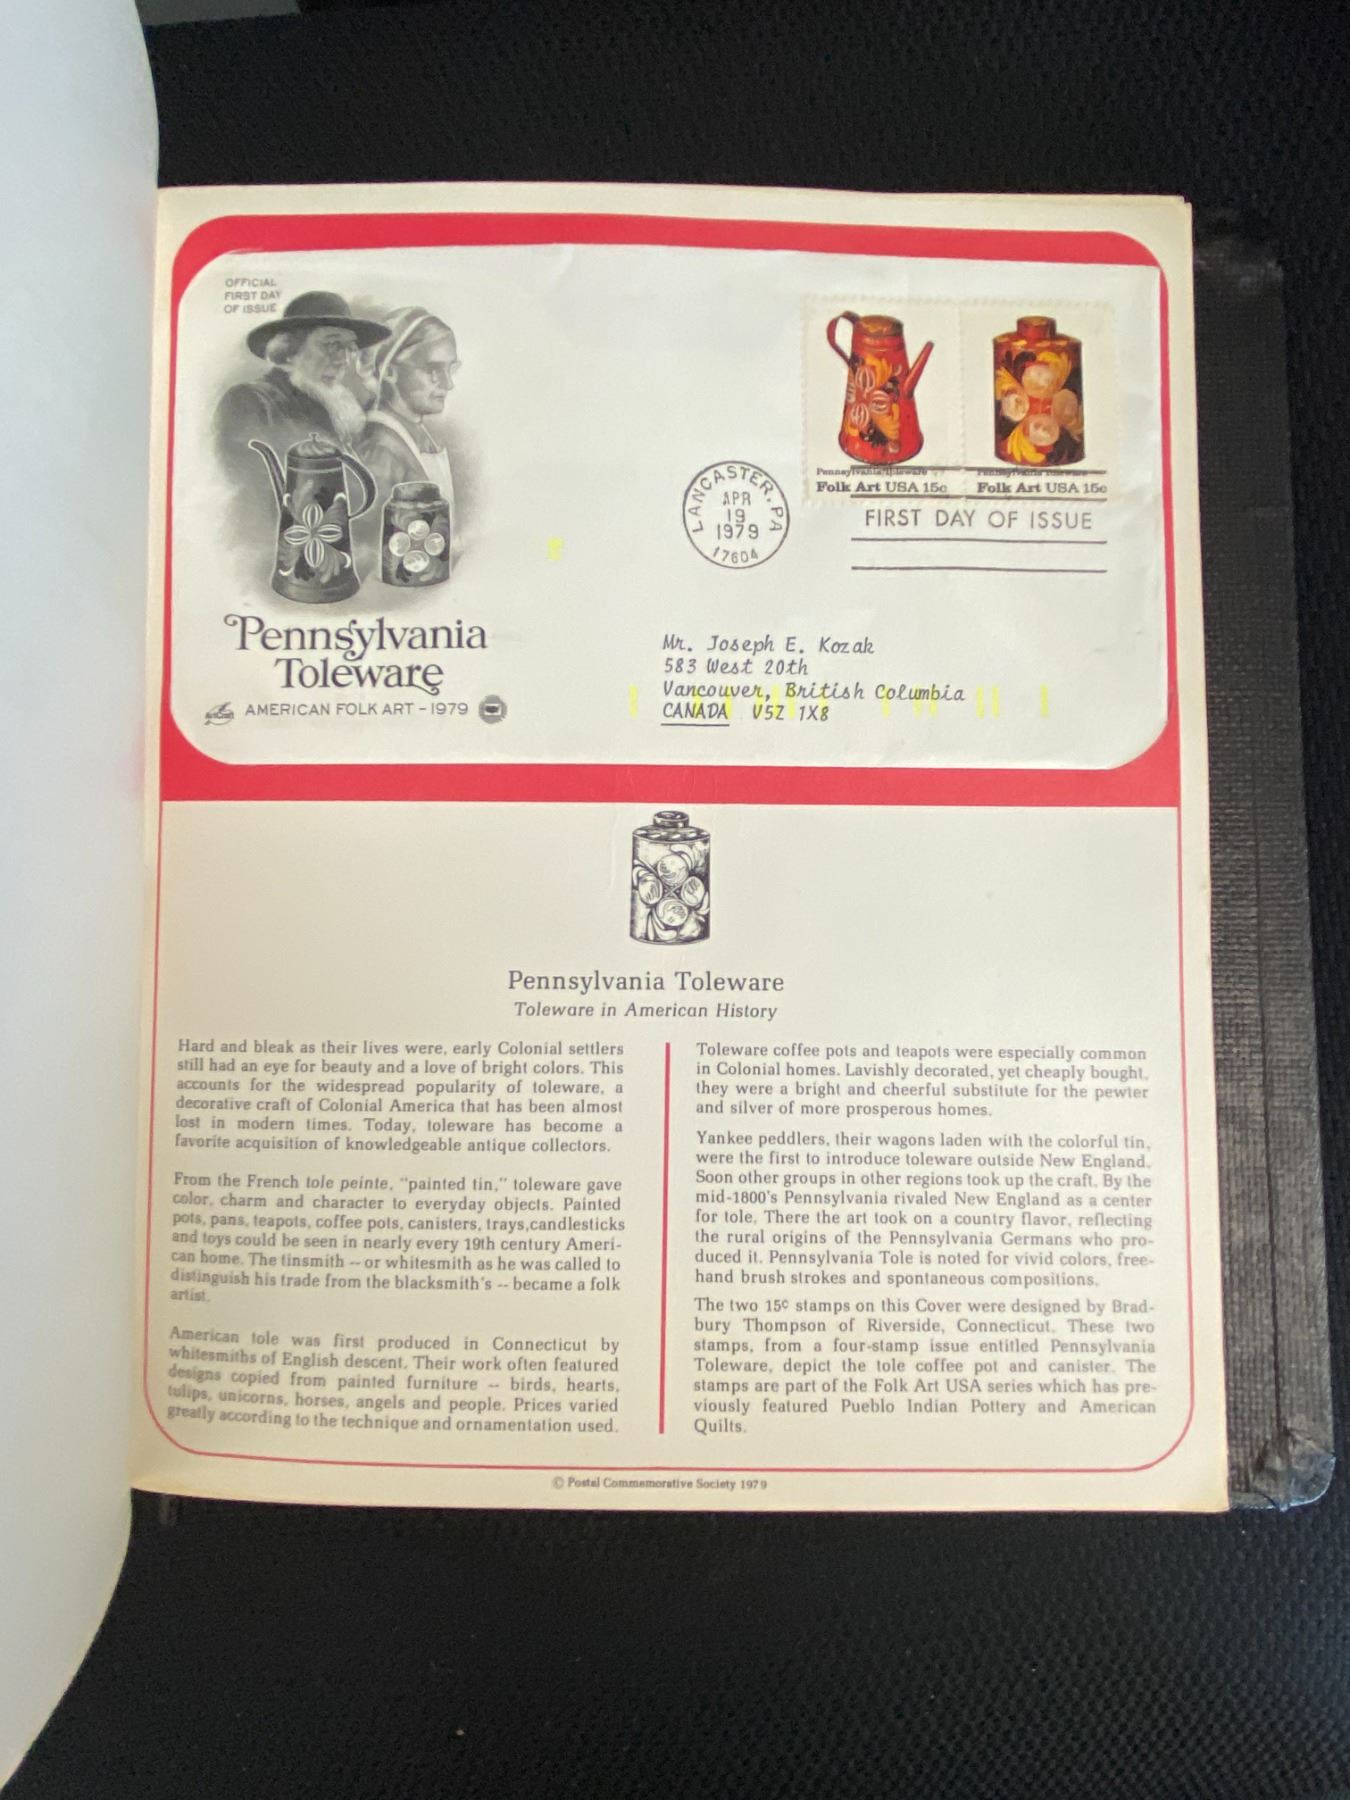 OFFICIAL
FIRST DAY
OF ISSUE
Pennsylvania Toleware
Folk Art USA 15c
Pennsylvania Toleware
Folk Art USA 15c
LANCASTER, PA
APR
19
1979
17604
FIRST DAY OF ISSUE
Pennsylvania
Toleware
ArtCraft
AMERICAN FOLK ART - 1979
Mr. Joseph E. Kozak
583 West 20th
Vancouver, British Columbia
CANADA V5Z 1X8
Pennsylvania Toleware
Toleware in American History
Hard and bleak as their lives were, early Colonial settlers
still had an eye for beauty and a love of bright colors. This
accounts for the widespread popularity of toleware, a
decorative craft of Colonial America that has been almost
lost in modern times. Today, toleware has become a
favorite acquisition of knowledgeable antique collectors.
From the French tole peinte, "painted tin," toleware gave
color, charm and character to everyday objects. Painted
pots, pans, teapots, coffee pots, canisters, trays,candlesticks
and toys could be seen in nearly every 19th century Ameri-
can home. The tinsmith -- or whitesmith as he was called to
distinguish his trade from the blacksmith's -- became a folk
artist.
American tole was first produced in Connecticut by
whitesmiths of English descent. Their work often featured
designs copied from painted furniture -- birds, hearts,
tulips, unicorns, horses, angels and people. Prices varied
greatly according to the technique and ornamentation used.
Toleware coffee pots and teapots were especially common
in Colonial homes. Lavishly decorated, yet cheaply bought,
they were a bright and cheerful substitute for the pewter
and silver of more prosperous homes.
Yankee peddlers, their wagons laden with the colorful tin,
were the first to introduce toleware outside New England.
Soon other groups in other regions took up the craft. By the
mid-1800's Pennsylvania rivaled New England as a center
for tole. There the art took on a country flavor, reflecting
the rural origins of the Pennsylvania Germans who pro-
duced it. Pennsylvania Tole is noted for vivid colors, free-
hand brush strokes and spontaneous compositions.
The two 15¢ stamps on this Cover were designed by Brad-
bury Thompson of Riverside, Connecticut. These two
stamps, from a four-stamp issue entitled Pennsylvania
Toleware, depict the tole coffee pot and canister. The
stamps are part of the Folk Art USA series which has pre-
viously featured Pueblo Indian Pottery and American
Quilts.
© Postal Commemorative Society 1979